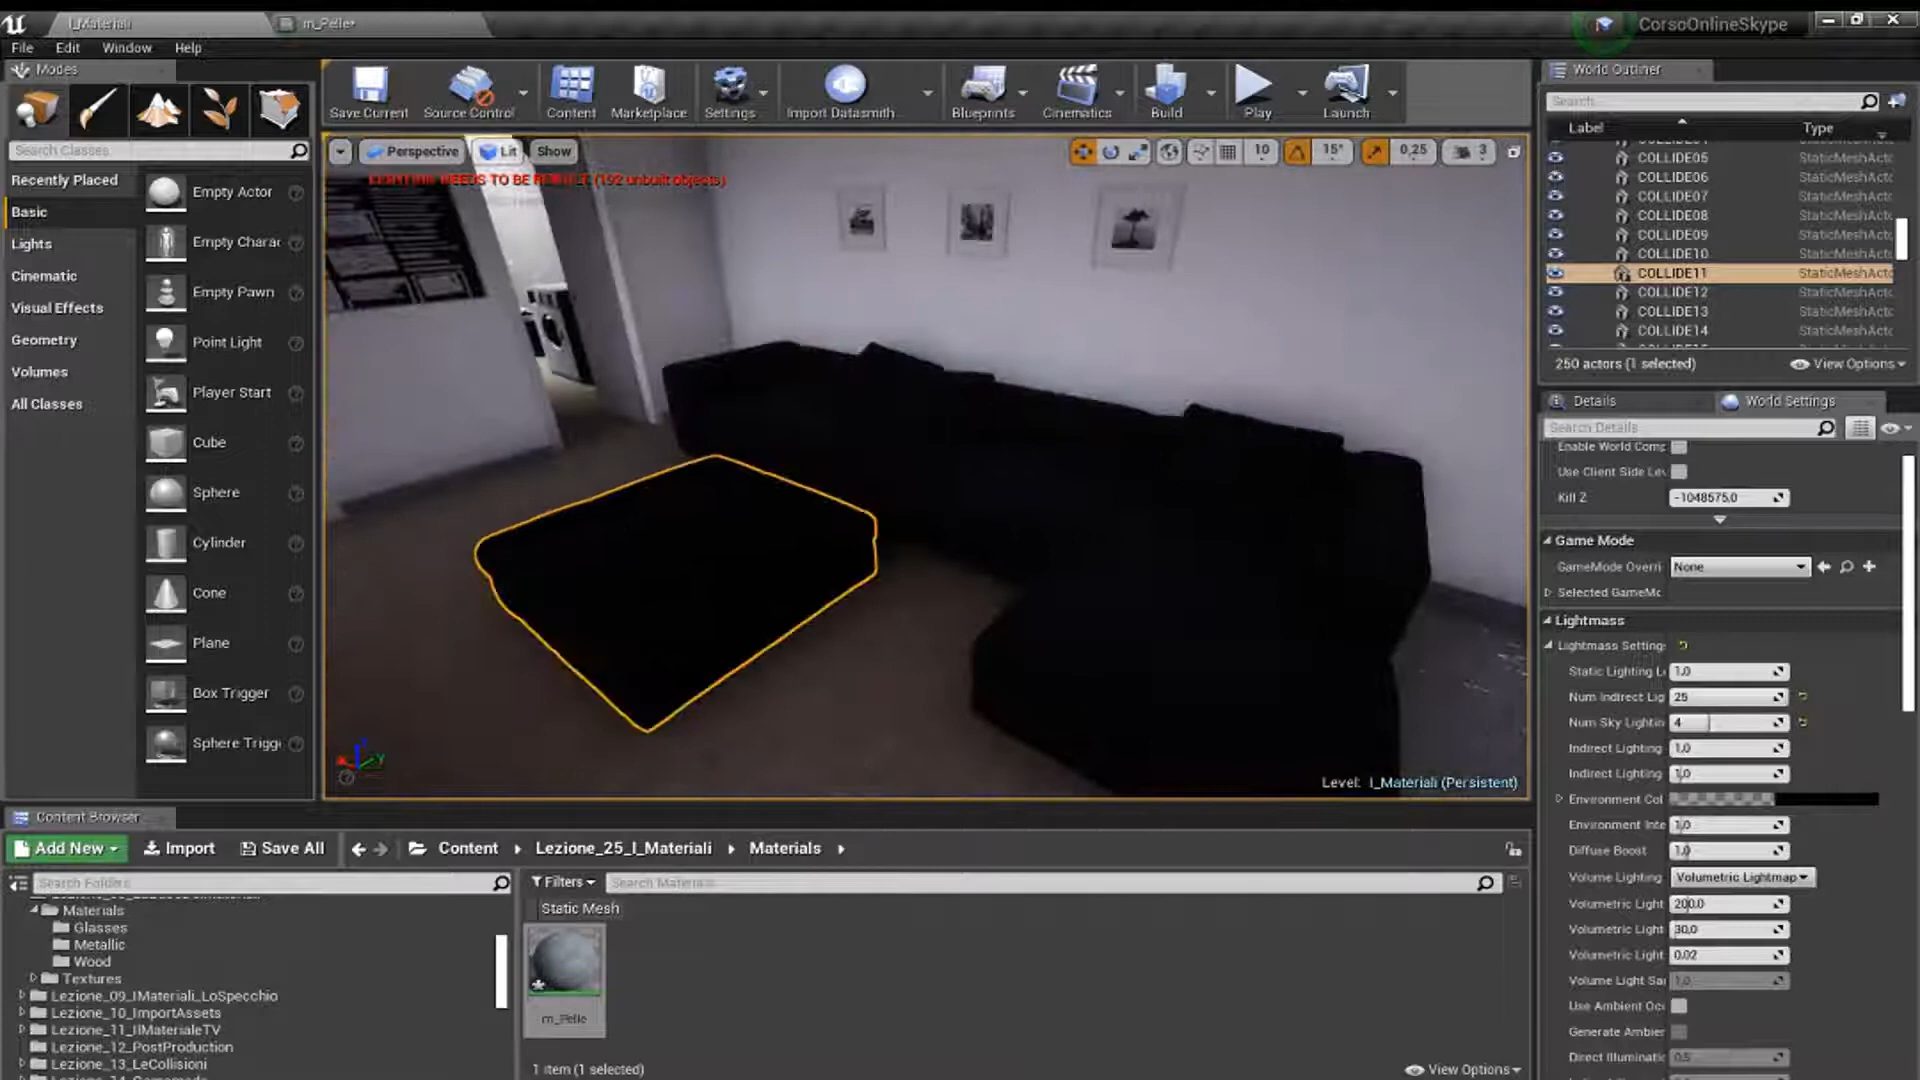 l_Materiali
m_Pelle*
CorsoOnlineSkype
File Edit Window Help
Modes
Search Classes
Recently Placed
Basic
Lights
Cinematic
Visual Effects
Geometry
Volumes
All Classes
Empty Actor
Empty Charac
Empty Pawn
Point Light
Player Start
Cube
Sphere
Cylinder
Cone
Plane
Box Trigger
Sphere Trigg
Save Current
Source Control
Content
Marketplace
Settings
Import Datasmith
Blueprints
Cinematics
Build
Play
Launch
Perspective Lit Show
10 15° 0,25 3
LIGHTING NEEDS TO BE REBUILT (192 unbuilt objects)
Level: l_Materiali (Persistent)
World Outliner
Search
Label Type
COLLIDE05 StaticMeshActo
COLLIDE06 StaticMeshActo
COLLIDE07 StaticMeshActo
COLLIDE08 StaticMeshActo
COLLIDE09 StaticMeshActo
COLLIDE10 StaticMeshActo
COLLIDE11 StaticMeshActo
COLLIDE12 StaticMeshActo
COLLIDE13 StaticMeshActo
COLLIDE14 StaticMeshActo
250 actors (1 selected) View Options
Details World Settings
Search Details
Enable World Comp
Use Client Side Lev
Kill Z -1048575,0
Game Mode
GameMode Overri None
Selected GameMo
Lightmass
Lightmass Setting
Static Lighting L 1,0
Num Indirect Lig 25
Num Sky Lightin 4
Indirect Lighting 1,0
Indirect Lighting 1,0
Environment Col
Environment Inte 1,0
Diffuse Boost 1,0
Volume Lighting Volumetric Lightmap
Volumetric Light 200,0
Volumetric Light 30,0
Volumetric Light 0,02
Volume Light Sa 1,0
Use Ambient Oc
Generate Ambier
Direct Illuminati 0,5
Content Browser
Add New Import Save All Content Lezione_25_I_Materiali Materials
Search Folders
Filters Search Materials
Materials
Glasses
Metallic
Wood
Textures
Lezione_09_IMateriali_LoSpecchio
Lezione_10_ImportAssets
Lezione_11_IlMaterialeTV
Lezione_12_PostProduction
Lezione_13_LeCollisioni
Static Mesh
m_Pelle
1 item (1 selected) View Options